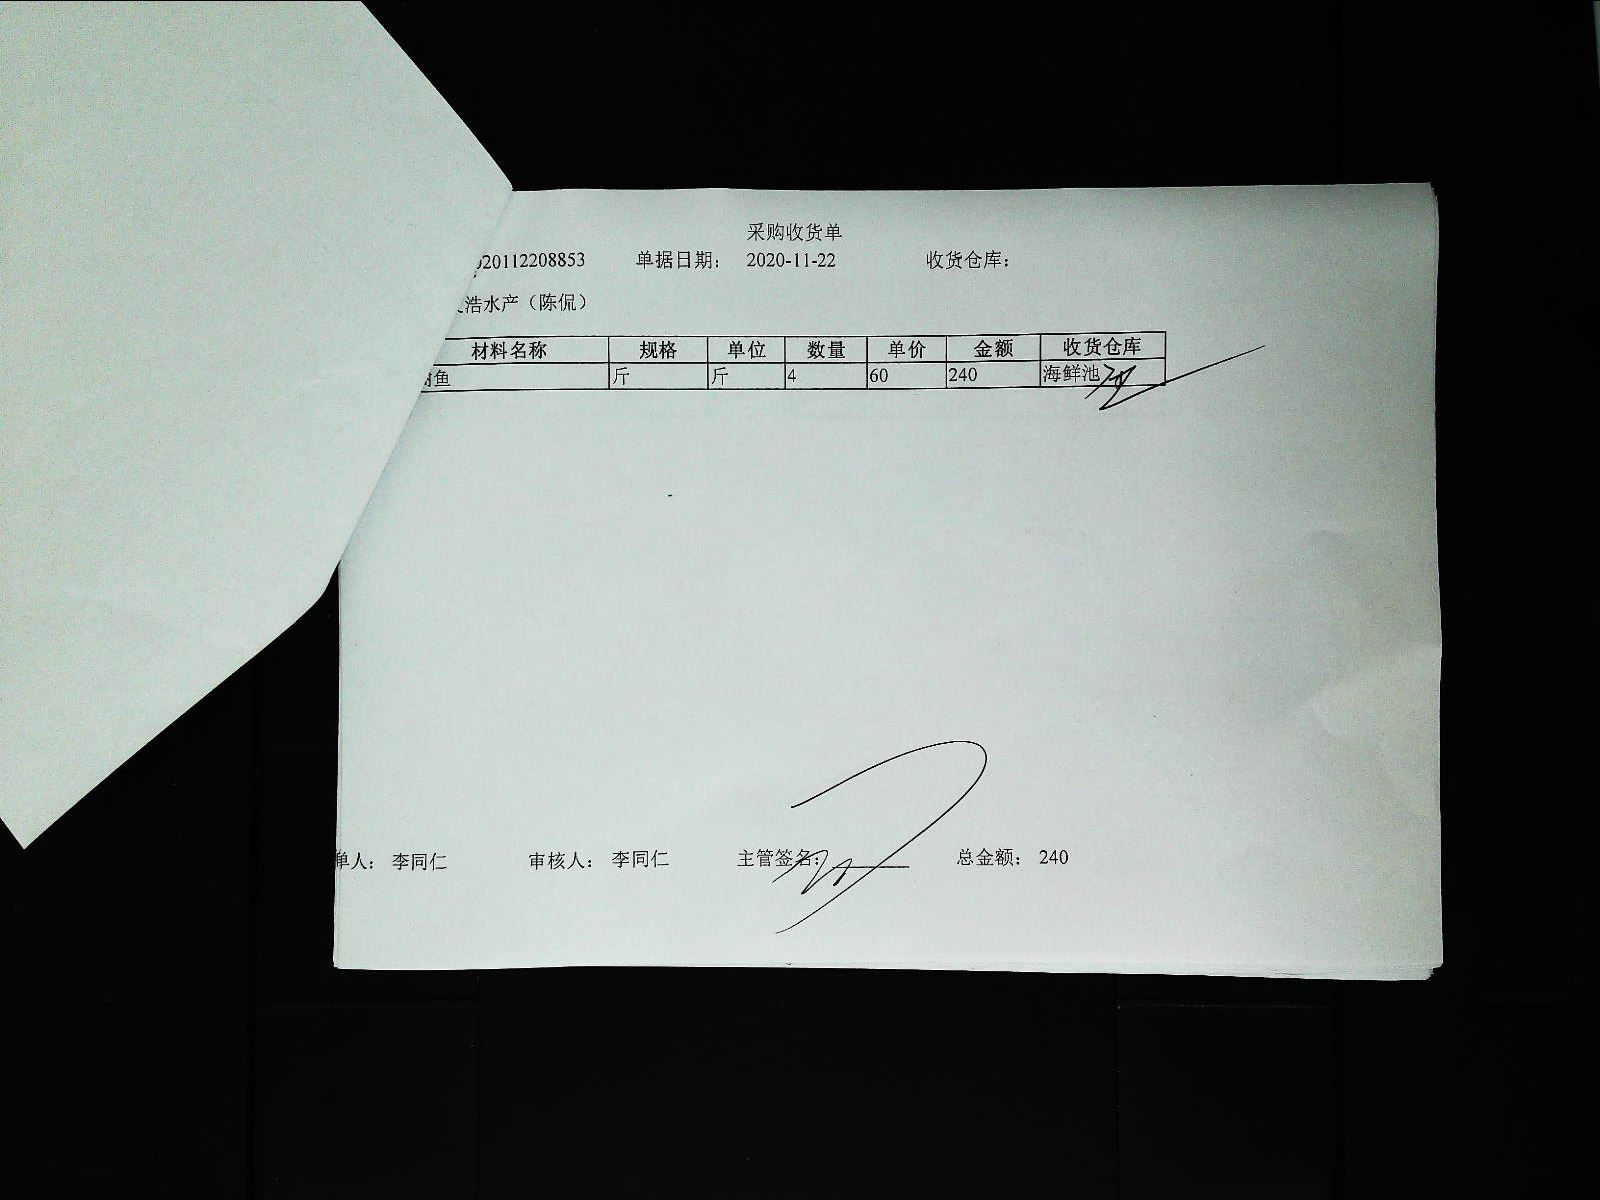 采购收货单
20112208853 单据日期: 2020-11-22 收货仓库:
浩水产（陈侃）
材料名称 规格 单位 数量 单价 金额 收货仓库
鱼 斤 斤 4 60 240 海鲜池
单人: 李同仁 审核人: 李同仁 主管签名: 总金额: 240